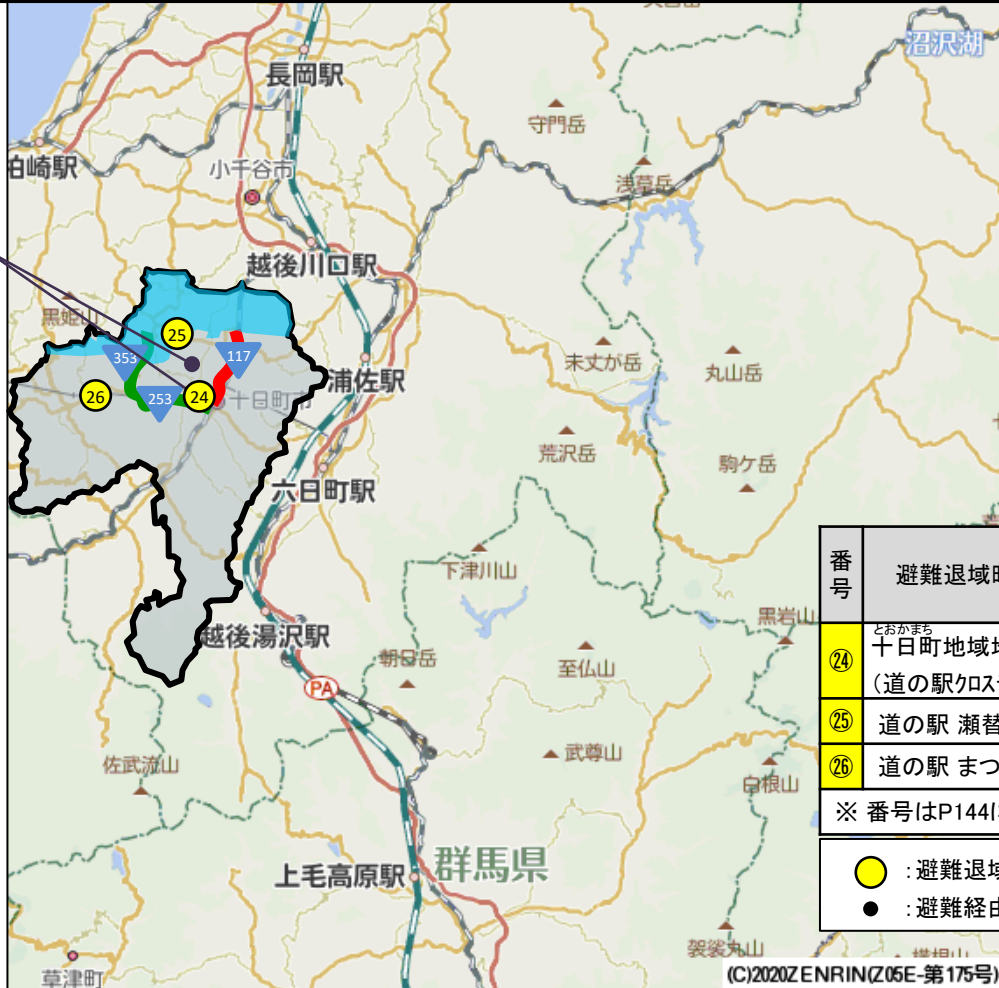 沼沢湖
長岡駅
守門岳
柏崎駅
小千谷市
浅草岳
越後川口駅
黒姫山
25
353
117
未丈が岳
丸山岳
浦佐駅
26
253
24
十日町市
荒沢岳
駒ケ岳
六日町駅
下津川山
黒岩山
越後湯沢駅
朝日岳
至仏山
PA
武尊山
佐武流山
白根山
上毛高原駅
群馬県
袈裟丸山
草津町
番号
避難退域
とおかまち
㉔ 十日町地域
(道の駅クロス
㉕ 道の駅 瀬替
㉖ 道の駅 まつ
※ 番号はP144に
:避難退域
:避難経由
(C)2020ZENRIN(Z05E-第175号)